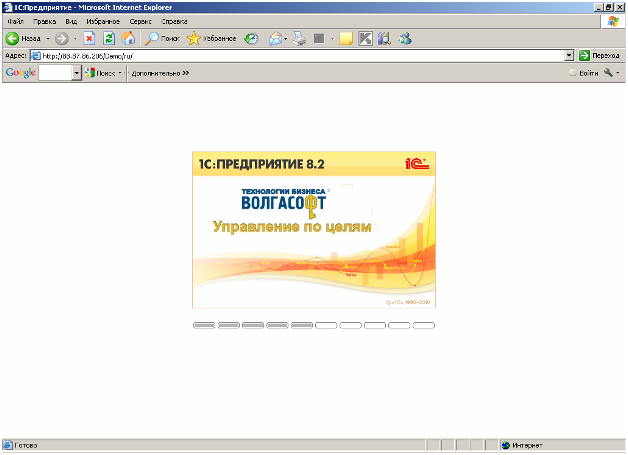 1С:Предприятие - Microsoft Internet Explorer
Файл Правка Вид Избранное Сервис Справка
Назад Поиск Избранное
Адрес: http://83.87.86.206/Demo/ru/ Переход
Google Поиск Дополнительно >> Войти
1С:ПРЕДПРИЯТИЕ 8.2 1С
ТЕХНОЛОГИИ БИЗНЕСА
ВОЛГАСОФТ
Управление по целям
1996-2010
Готово Интернет